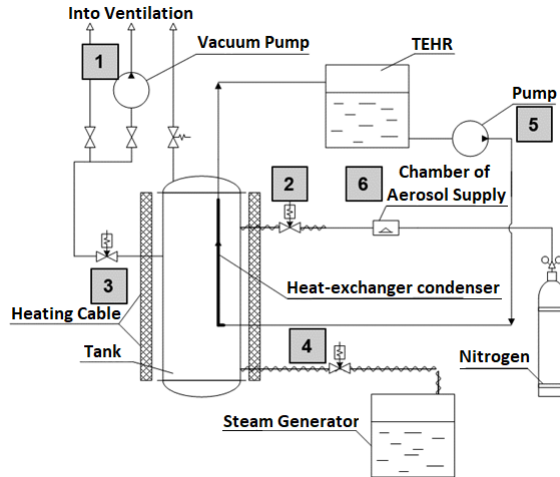 Into Ventilation
1
Vacuum Pump
TEHR
Pump
5
2
6
Chamber of
Aerosol Supply
3
Heat-exchanger condenser
Heating Cable
4
Tank
Nitrogen
Steam Generator